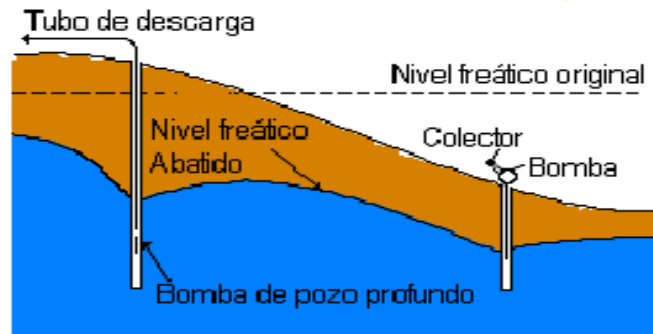 Tubo de descarga
Nivel freático original
Nivel freático
Abatido
Colector
Bomba
Bomba de pozo profundo